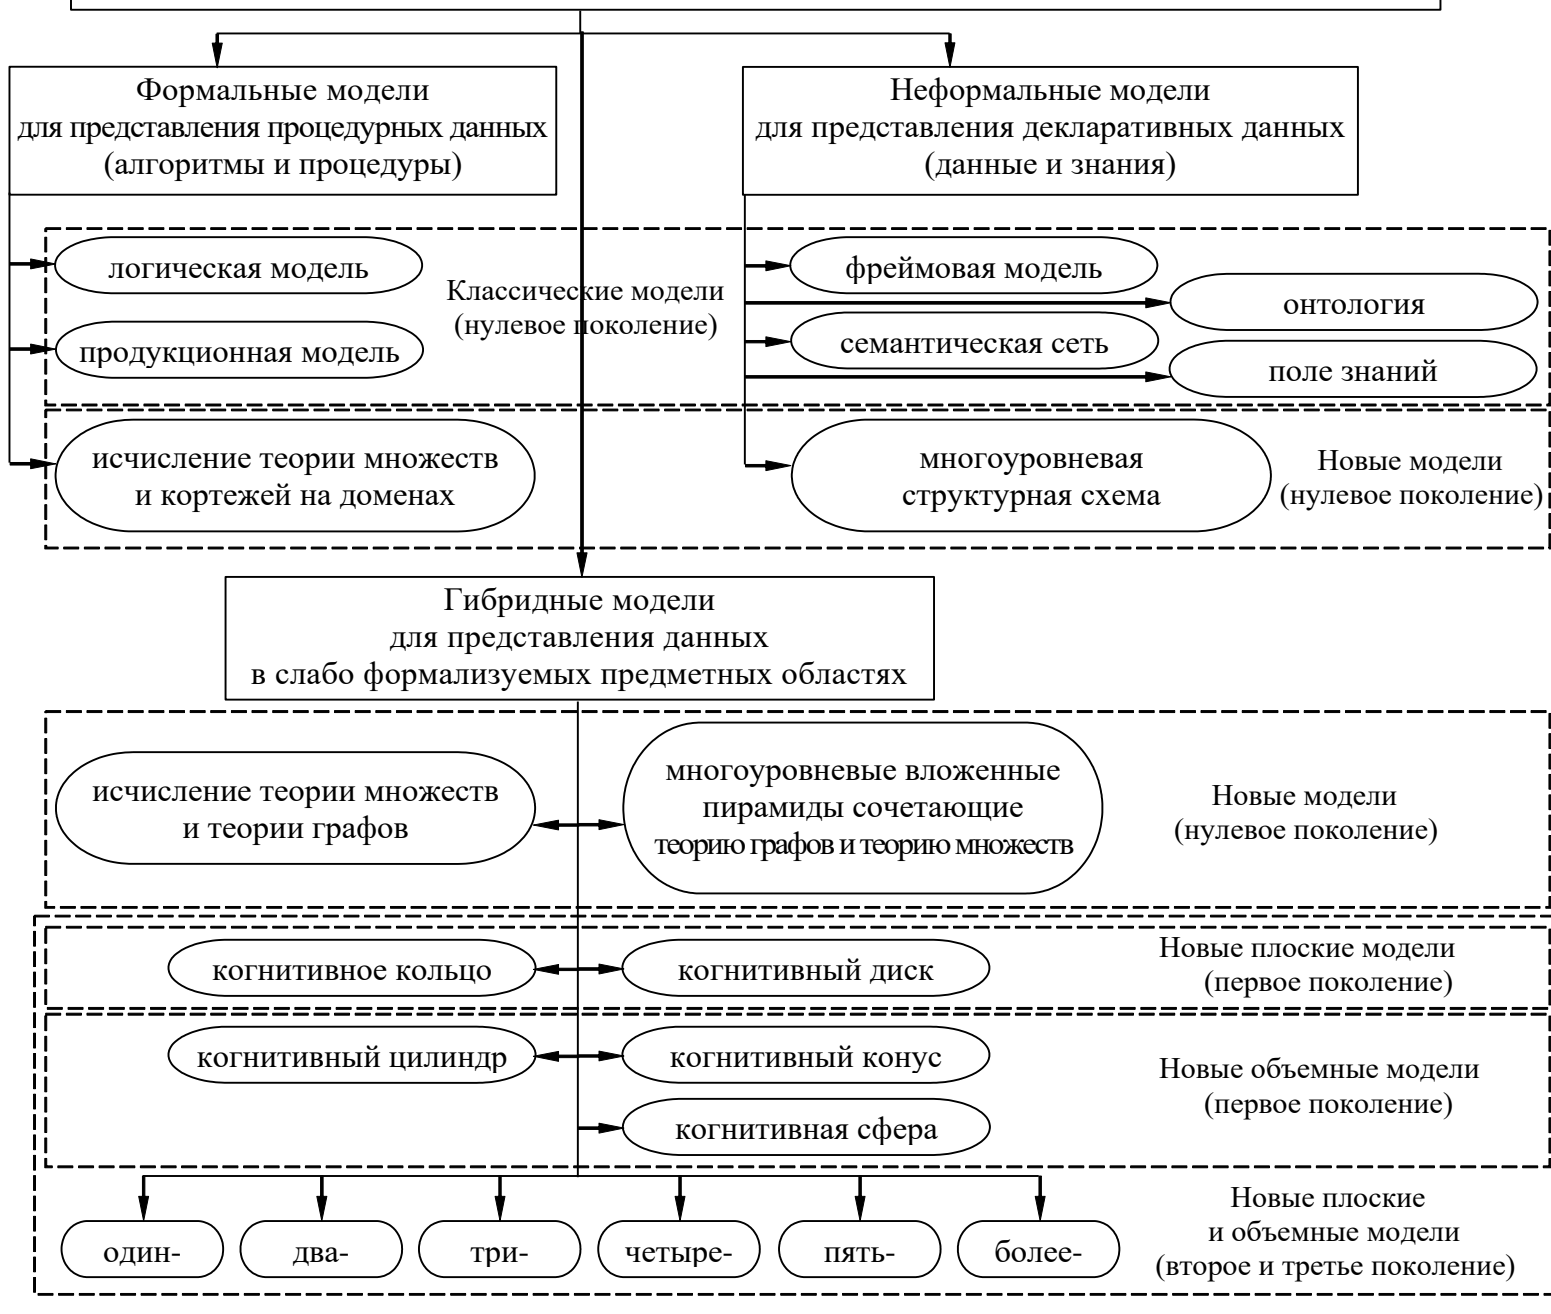 Формальные модели
для представления процедурных данных
(алгоритмы и процедуры)
Неформальные модели
для представления декларативных данных
(данные и знания)
логическая модель
продукционная модель
Классические модели
(нулевое поколение)
фреймовая модель
онтология
семантическая сеть
поле знаний
исчисление теории множеств
и кортежей на доменах
многоуровневая
структурная схема
Новые модели
(нулевое поколение)
Гибридные модели
для представления данных
в слабо формализуемых предметных областях
исчисление теории множеств
и теории графов
многоуровневые вложенные
пирамиды сочетающие
теорию графов и теорию множеств
Новые модели
(нулевое поколение)
когнитивное кольцо
когнитивный диск
Новые плоские модели
(первое поколение)
когнитивный цилиндр
когнитивный конус
когнитивная сфера
Новые объемные модели
(первое поколение)
один-
два-
три-
четыре-
пять-
более-
Новые плоские
и объемные модели
(второе и третье поколение)